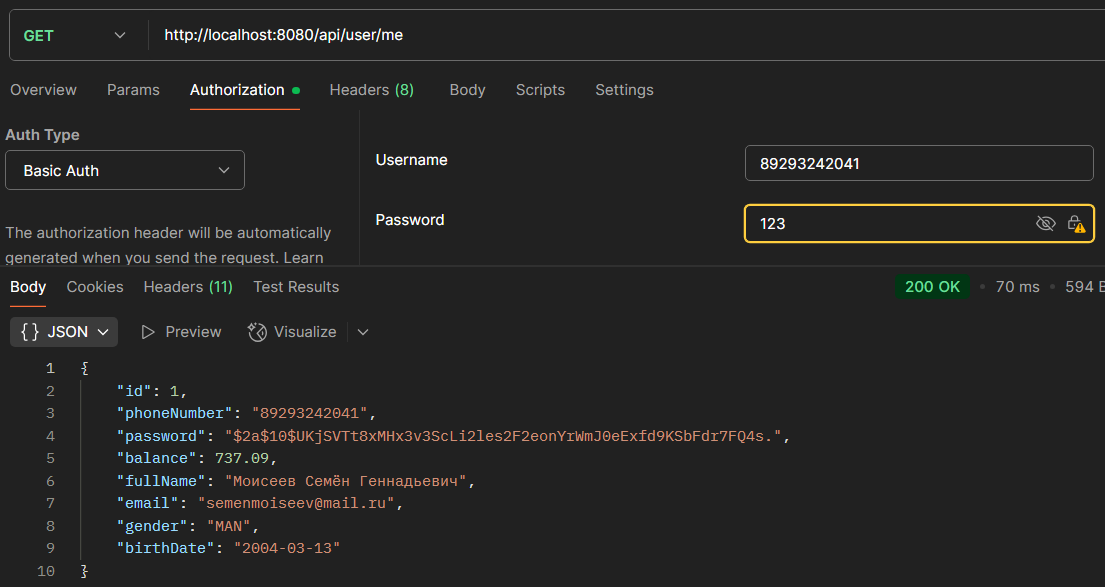 GET http://localhost:8080/api/user/me
Overview Params Authorization Headers (8) Body Scripts Settings
Auth Type
Basic Auth
The authorization header will be automatically
generated when you send the request. Learn
Username 89293242041
Password 123
Body Cookies Headers (11) Test Results 200 OK • 70 ms • 594 B
{} JSON Preview Visualize
1 {
2 "id": 1,
3 "phoneNumber": "89293242041",
4 "password": "$2a$10$UKjSVTt8xMHx3v3ScLi2les2F2eonYrWmJ0eExfd9KSbFdr7FQ4s.",
5 "balance": 737.09,
6 "fullName": "Моисеев Семён Геннадьевич",
7 "email": "semenmoiseev@mail.ru",
8 "gender": "MAN",
9 "birthDate": "2004-03-13"
10 }